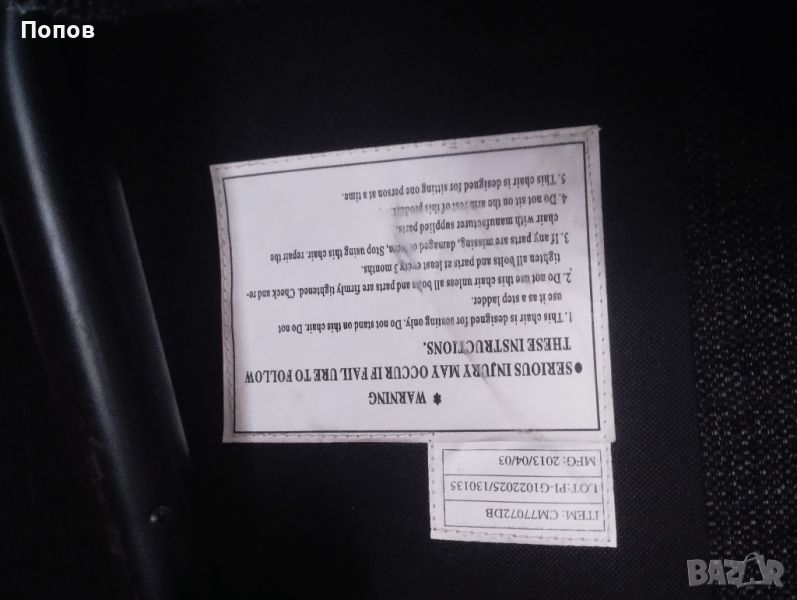 Попов
* WARNING
●SERIOUS INJURY MAY OCCUR IF FAIL URE TO FOLLOW
THESE INSTRUCTIONS.
1. This chair is designed for seating only. Do not stand on this chair. Do not
use it as a step ladder.
2. Do not use this chair unless all bolts and parts are firmly tightened. Check and re-
tighten all bolts and parts at least every 3 months.
3. If any parts are missing, damaged or worn, Stop using this chair. repair the
chair with manufacturer supplied parts.
4. Do not sit on the arm rest of this product.
5. This chair is designed for sitting one person at a time.
ITEM: CM77072DB
LOT:PI-G1022025/130135
MFG: 2013/04/03
BAZAR